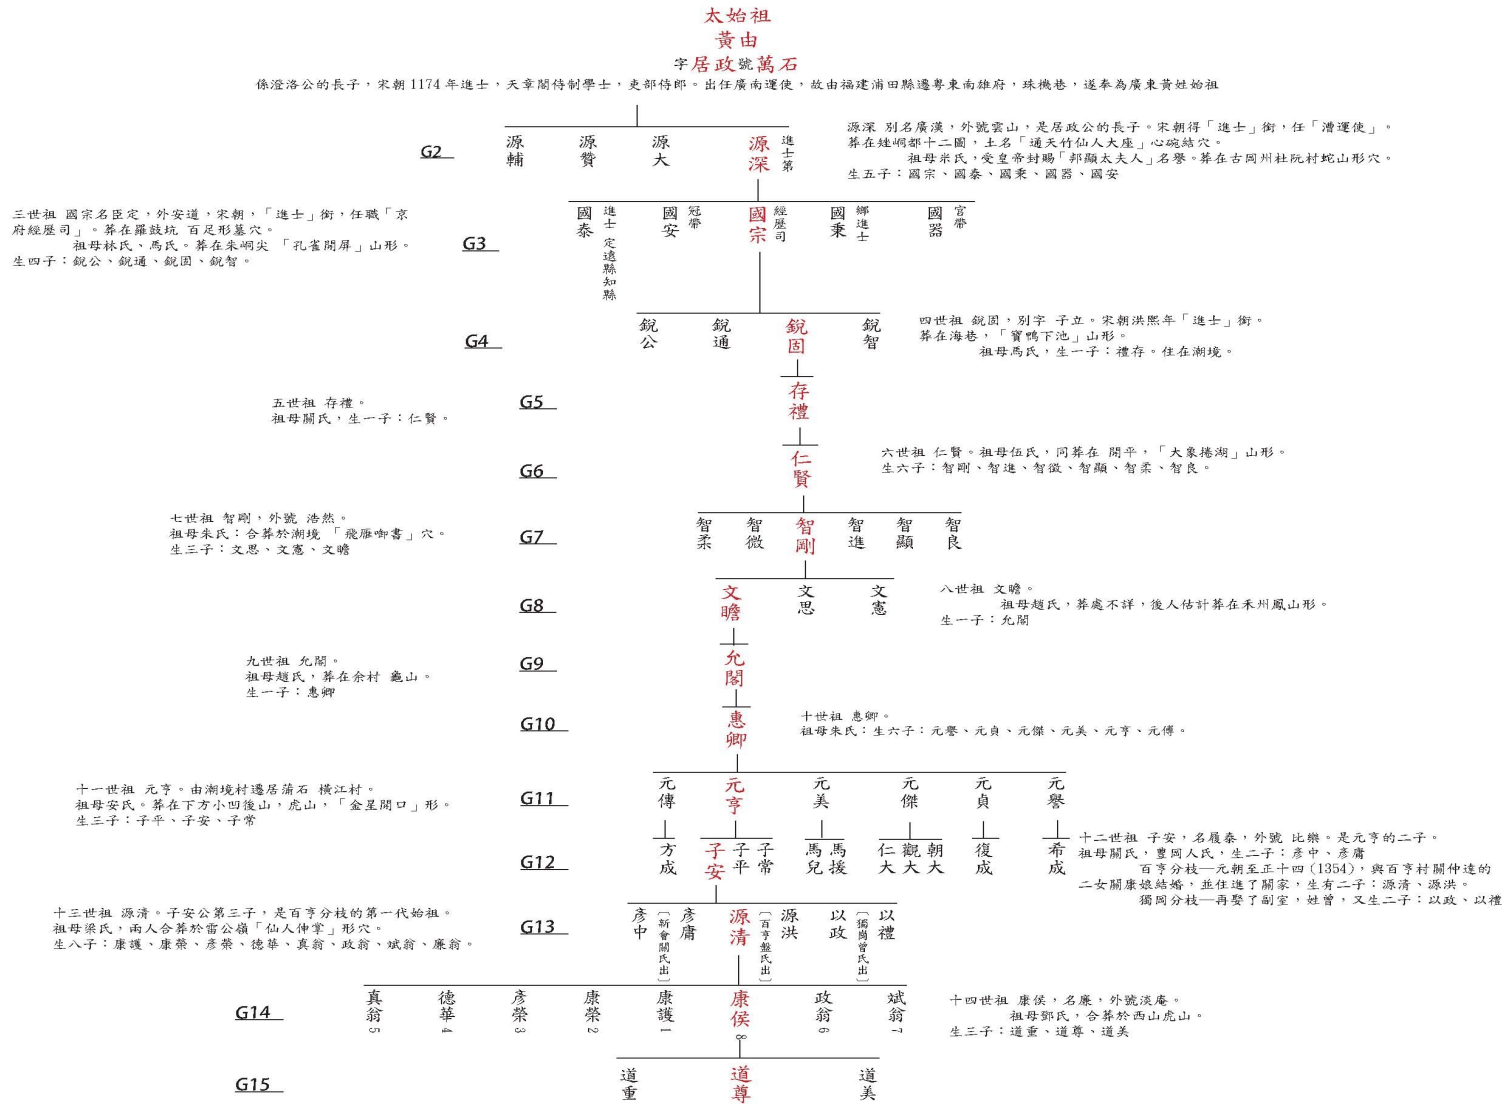 太始祖
黃由
字居政號萬石
係澄洛公的長子，宋朝1174年進士，天章閣侍制學士，吏部侍郎。出任廣南運使，故由福建浦田縣遷粵東南雄府，珠機巷，遂奉為廣東黃姓始祖
G2
源輔
源贊
源大
源深
進士第
源深 別名廣漢，外號雲山，是居政公的長子。宋朝得「進士」銜，任「漕運使」。
葬在矬峒都十二圖，土名「通天竹仙人大座」心碗結穴。
祖母米氏，受皇帝封賜「邦顯太夫人」名譽。葬在古岡州杜阮村蛇山形穴。
生五子：國宗、國泰、國秉、國器、國安
三世祖 國宗名臣定，外安道，宋朝，「進士」銜，任職「京
府經歷司」。葬在羅鼓坑 百足形墓穴。
祖母林氏、馬氏。葬在朱峒尖 「孔雀開屏」山形。
生四子：銳公、銳通、銳固、銳智。
G3
國泰
進士 定遠縣知縣
國安
冠帶
國宗
經歷司
國秉
鄉進士
國器
官帶
G4
銳公
銳通
銳固
銳智
四世祖 銳固，別字 子立。宋朝洪熙年「進士」銜。
葬在海巷，「寶鴨下池」山形。
祖母馬氏，生一子：禮存。住在潮境。
五世祖 存禮。
祖母關氏，生一子：仁賢。
G5
存禮
G6
仁賢
六世祖 仁賢。祖母伍氏，同葬在 開平，「大象捲湖」山形。
生六子：智剛、智進、智微、智顯、智柔、智良。
七世祖 智剛，外號 浩然。
祖母朱氏：合葬於潮境 「飛雁啣書」穴。
生三子：文思、文憲、文瞻
G7
智柔
智微
智剛
智進
智顯
智良
G8
文瞻
文思
文憲
八世祖 文瞻。
祖母趙氏，葬處不詳，後人估計葬在禾州鳳山形。
生一子：允閣
九世祖 允閣。
祖母趙氏，葬在余村 龜山。
生一子：惠卿
G9
允閣
G10
惠卿
十世祖 惠卿。
祖母朱氏：生六子：元譽、元貞、元傑、元美、元亨、元傳。
十一世祖 元亨。由潮境村遷居蒲石 橫江村。
祖母安氏。葬在下方小凹後山，虎山，「金星開口」形。
生三子：子平、子安、子常
G11
元傳
元亨
元美
元傑
元貞
元譽
G12
方成
子安
子平
子常
馬兒
馬援
仁大
觀大
朝大
復成
希成
十二世祖 子安，名履泰，外號 比樂。是元亨的二子。
祖母關氏，豐岡人氏，生二子：彥中、彥庸
百亨分枝—元朝至正十四(1354)，與百亨村關仲達的
二女關康娘結婚，並住進了關家，生有二子：源清、源洪。
獨岡分枝—再娶了副室，姓曾，又生二子：以政、以禮
十三世祖 源清。子安公第三子，是百亨分枝的第一代始祖。
祖母梁氏，兩人合葬於雷公嶺「仙人伸掌」形穴。
生八子：康護、康榮、彥榮、德華、真翁、政翁、斌翁、廉翁。
G13
彥中
〔新會關氏出〕
彥庸
源清
〔百亨盤氏出〕
源洪
以政
〔獨崗曾氏出〕
以禮
G14
真翁5
德華4
彥榮3
康榮2
康護1
康侯8
政翁6
斌翁7
十四世祖 康侯，名廉，外號淡庵。
祖母鄧氏，合葬於西山虎山。
生三子：道重、道尊、道美
G15
道重
道尊
道美